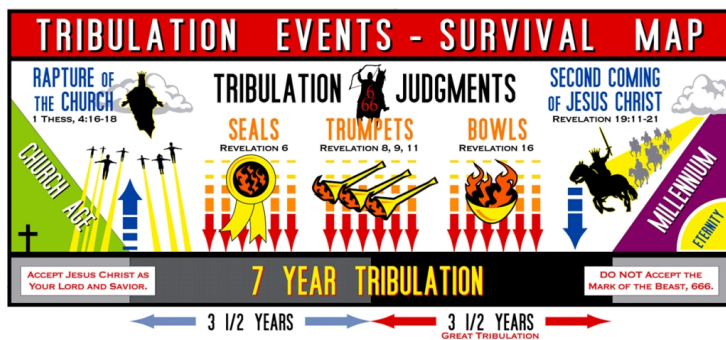 TRIBULATION EVENTS - SURVIVAL MAP
RAPTURE OF
THE CHURCH
1 THESS, 4:16-18
TRIBULATION JUDGMENTS
6
66
SECOND COMING
OF JESUS CHRIST
REVELATION 19:11-21
SEALS
REVELATION 6
TRUMPETS
REVELATION 8, 9, 11
BOWLS
REVELATION 16
CHURCH AGE
MILLENNIUM
ETERNITY
ACCEPT JESUS CHRIST AS
YOUR LORD AND SAVIOR.
7 YEAR TRIBULATION
DO NOT ACCEPT THE
MARK OF THE BEAST, 666.
3 1/2 YEARS
3 1/2 YEARS
GREAT TRIBULATION